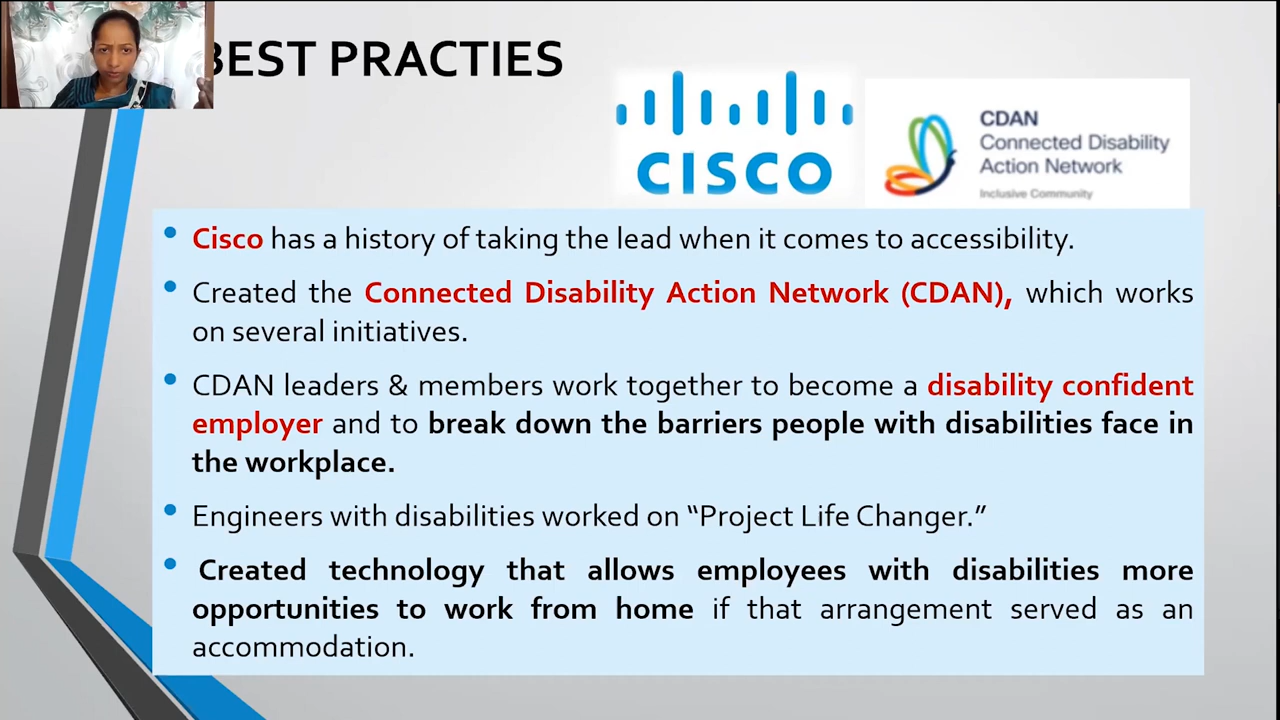 BEST PRACTIES
CISCO
CDAN
Connected Disability
Action Network
Inclusive Community
• Cisco has a history of taking the lead when it comes to accessibility.
• Created the Connected Disability Action Network (CDAN), which works
on several initiatives.
• CDAN leaders & members work together to become a disability confident
employer and to break down the barriers people with disabilities face in
the workplace.
• Engineers with disabilities worked on “Project Life Changer.”
• Created technology that allows employees with disabilities more
opportunities to work from home if that arrangement served as an
accommodation.